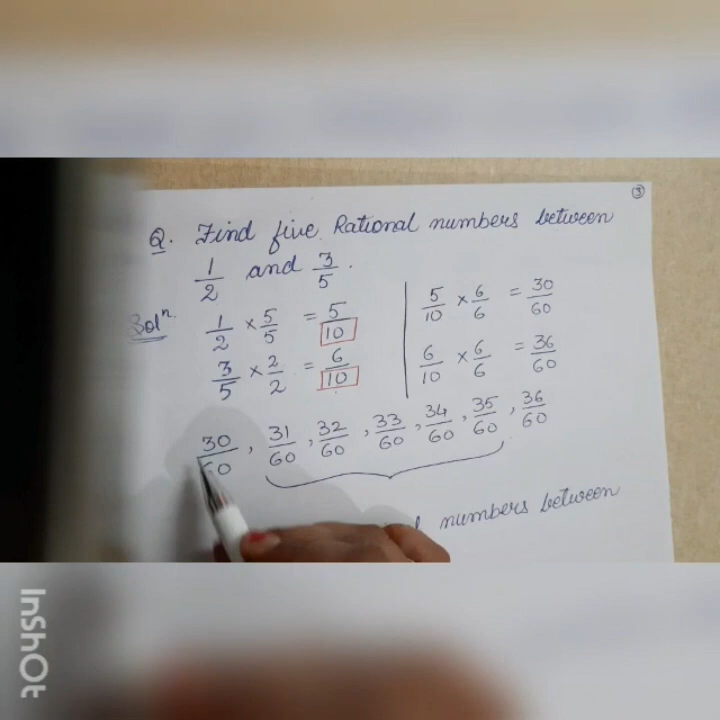 ③
Q. Find five Rational numbers between
1/2 and 3/5.
Solⁿ 1/2 × 5/5 = 5/10
3/5 × 2/2 = 6/10
5/10 × 6/6 = 30/60
6/10 × 6/6 = 36/60
30/60, 31/60, 32/60, 33/60, 34/60, 35/60, 36/60
numbers between
InShOt